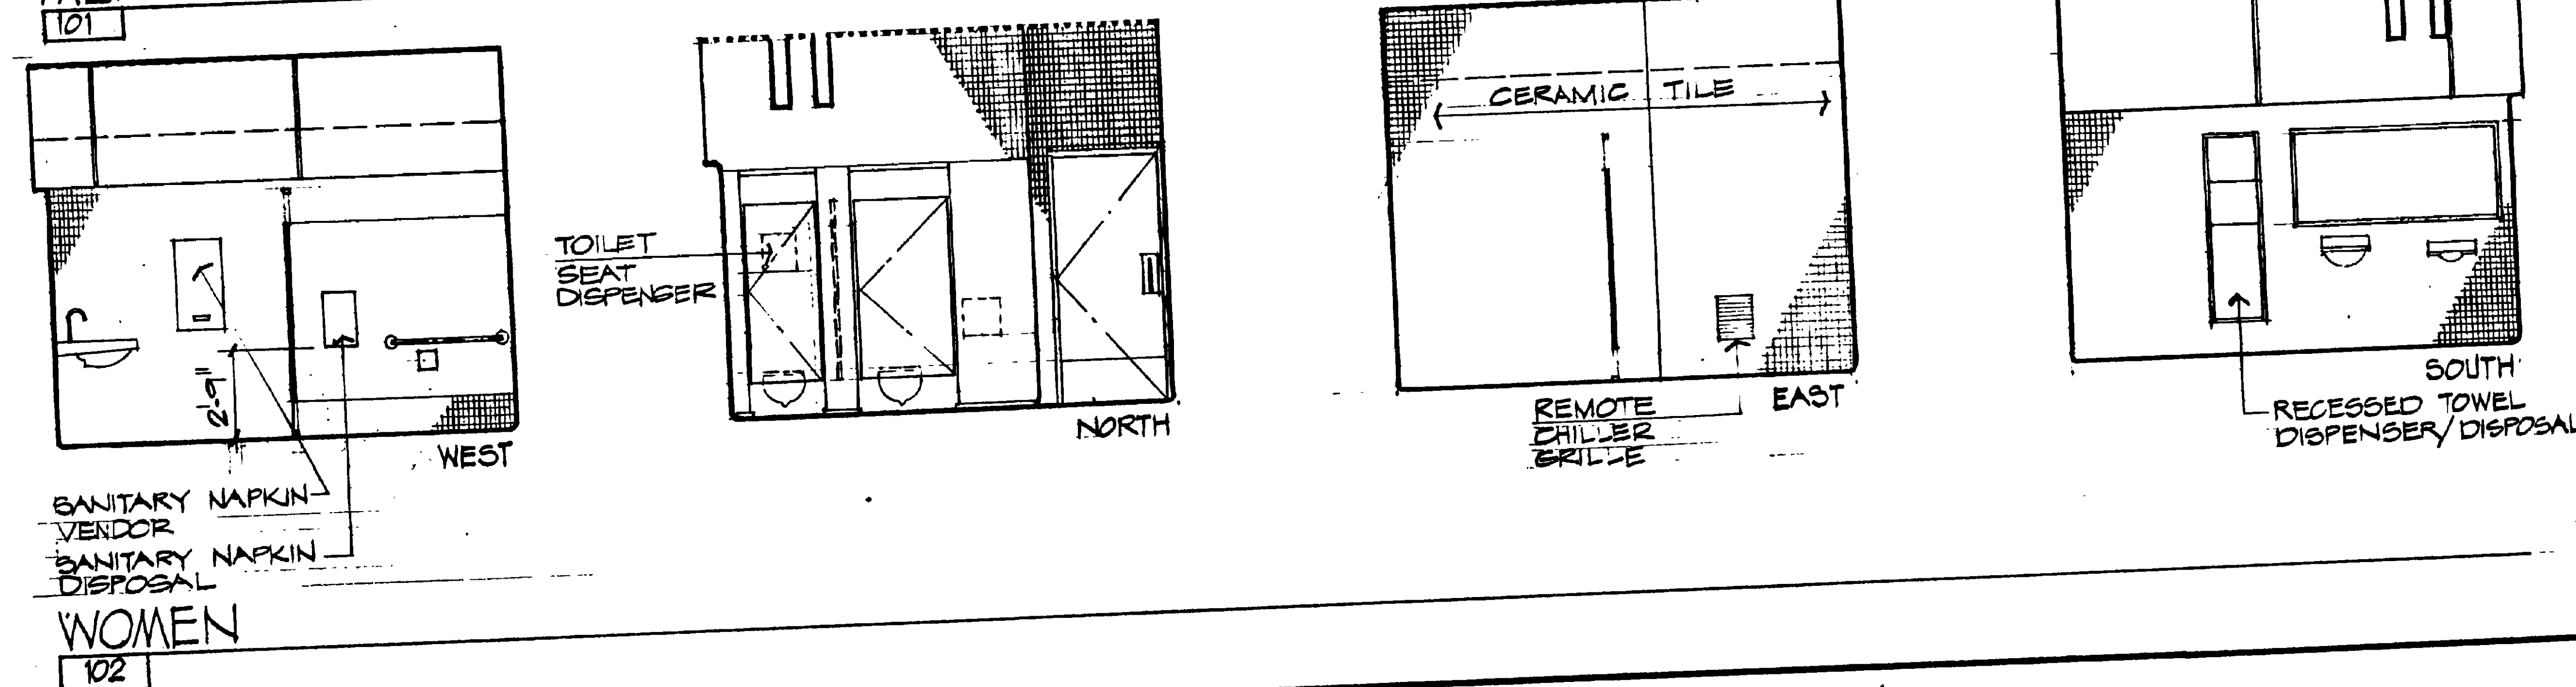 101
CERAMIC TILE
TOILET
SEAT
DISPENSER
2'-9"
WEST
NORTH
EAST
SOUTH
REMOTE
CHILLER
GRILLE
RECESSED TOWEL
DISPENSER/DISPOSAL
SANITARY NAPKIN
VENDOR
SANITARY NAPKIN
DISPOSAL
WOMEN
102